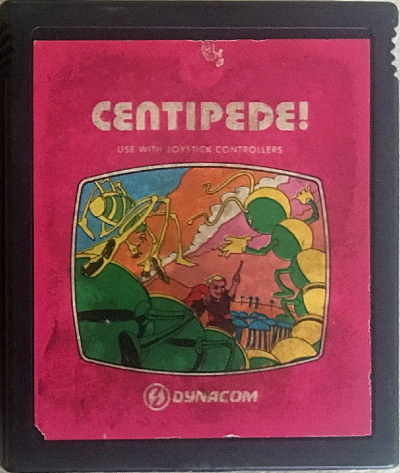 CENTIPEDE!
USE WITH JOYSTICK CONTROLLERS
DYNACOM